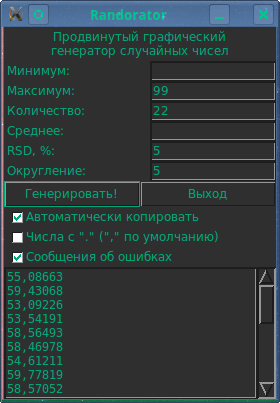 Randorator
Продвинутый графический
генератор случайных чисел
Минимум:
Максимум: 99
Количество: 22
Среднее:
RSD, %: 5
Округление: 5
Генерировать! Выход
Автоматически копировать
Числа с "." ("," по умолчанию)
Сообщения об ошибках
55,08663
59,43068
53,09226
53,54191
58,56493
58,46978
54,61211
59,77819
58,57052